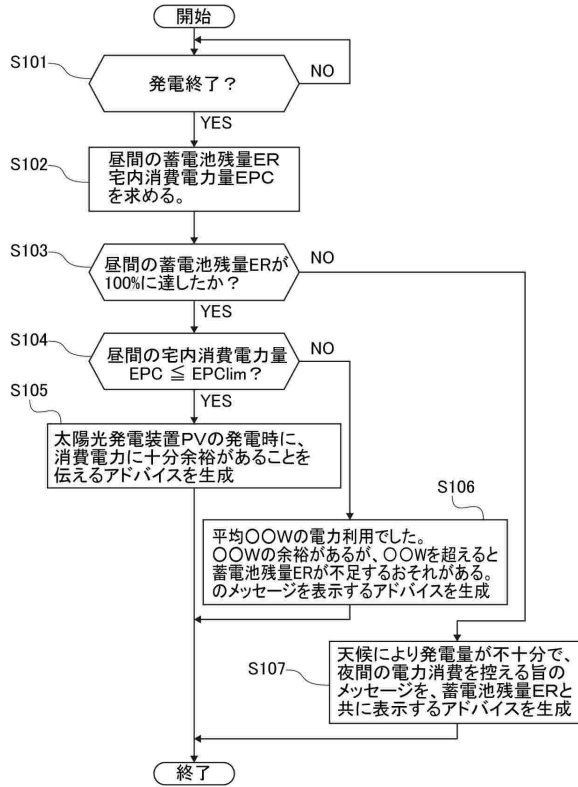 開始
S101
発電終了？
NO
YES
S102
昼間の蓄電池残量ER
宅内消費電力量EPC
を求める。
S103
昼間の蓄電池残量ERが
100%に達したか？
NO
YES
S104
昼間の宅内消費電力量
EPC ≦ EPClim？
NO
YES
S105
太陽光発電装置PVの発電時に、
消費電力に十分余裕があることを
伝えるアドバイスを生成
S106
平均〇〇Wの電力利用でした。
〇〇Wの余裕があるが、〇〇Wを超えると
蓄電池残量ERが不足するおそれがある。
のメッセージを表示するアドバイスを生成
S107
天候により発電量が不十分で、
夜間の電力消費を控える旨の
メッセージを、蓄電池残量ERと
共に表示するアドバイスを生成
終了